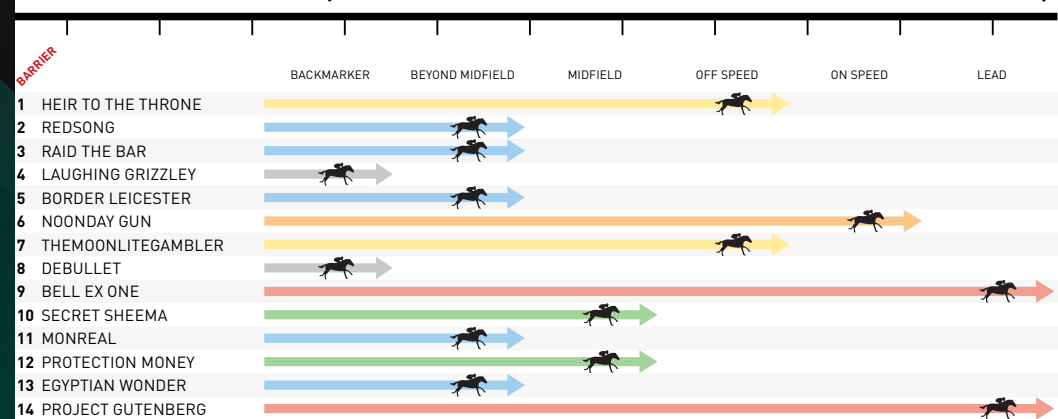 BARRIER
BACKMARKER BEYOND MIDFIELD MIDFIELD OFF SPEED ON SPEED LEAD
1 HEIR TO THE THRONE
2 REDSONG
3 RAID THE BAR
4 LAUGHING GRIZZLEY
5 BORDER LEICESTER
6 NOONDAY GUN
7 THEMOONLITEGAMBLER
8 DEBULLET
9 BELL EX ONE
10 SECRET SHEEMA
11 MONREAL
12 PROTECTION MONEY
13 EGYPTIAN WONDER
14 PROJECT GUTENBERG